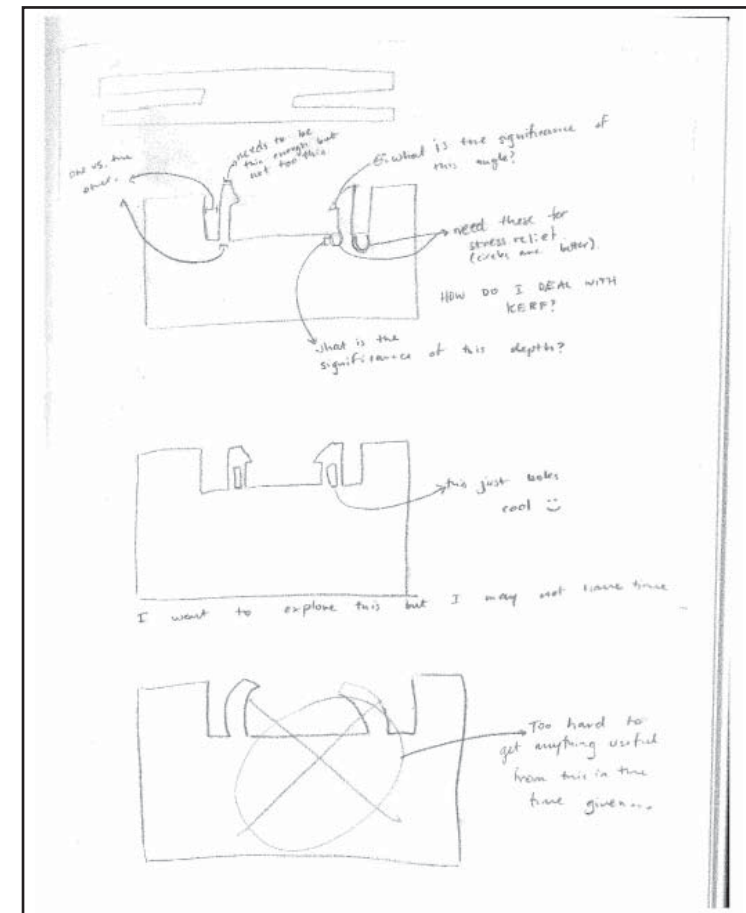 one vs. the
other.
needs to be
thin enough but
not too thin.
what is the significance of
this angle?
need these for
stress relief
(circles are better).
HOW DO I DEAL WITH
KERF?
what is the
significance of this depth?
this just looks
cool
I want to explore this but I may not have time
Too hard to
get anything useful
from this in the
time given...